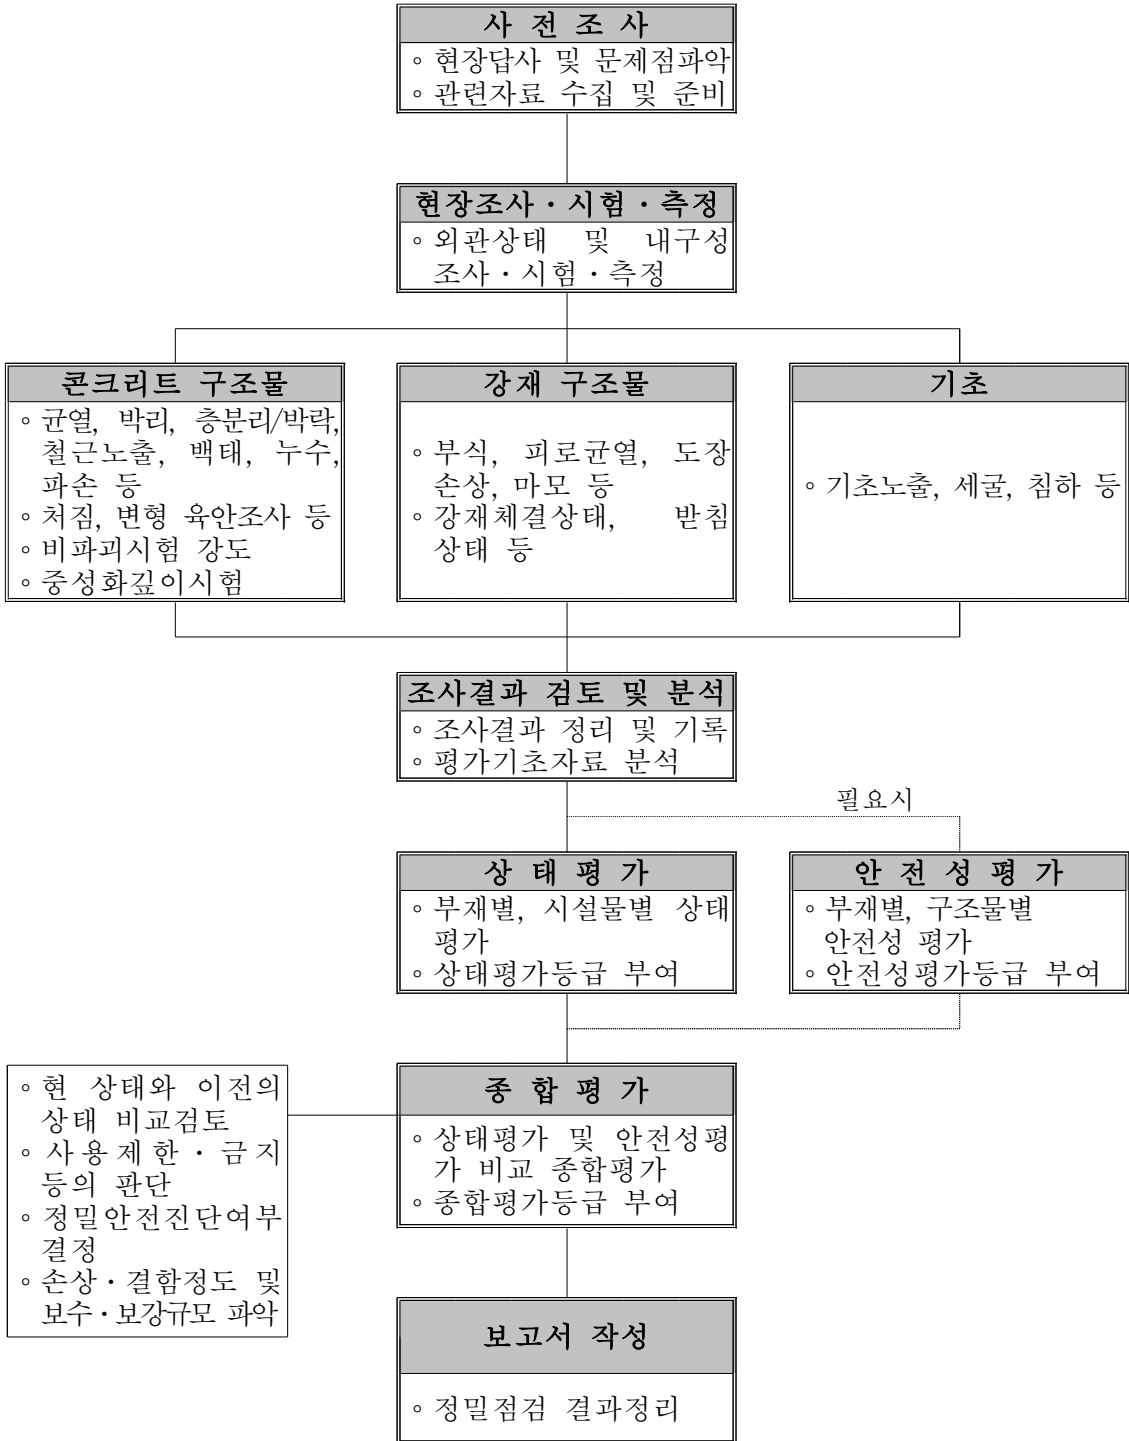 사 전 조 사
◦ 현장답사 및 문제점파악
◦ 관련자료 수집 및 준비
현장조사・시험・측정
◦ 외관상태 및 내구성
조사・시험・측정
콘크리트 구조물
◦ 균열, 박리, 층분리/박락,
철근노출, 백태, 누수,
파손 등
◦ 처짐, 변형 육안조사 등
◦ 비파괴시험 강도
◦ 중성화깊이시험
강재 구조물
◦ 부식, 피로균열, 도장
손상, 마모 등
◦ 강재체결상태, 받침
상태 등
기초
◦ 기초노출, 세굴, 침하 등
조사결과 검토 및 분석
◦ 조사결과 정리 및 기록
◦ 평가기초자료 분석
필요시
상 태 평 가
◦ 부재별, 시설물별 상태
평가
◦ 상태평가등급 부여
안 전 성 평 가
◦ 부재별, 구조물별
안전성 평가
◦ 안전성평가등급 부여
종 합 평 가
◦ 상태평가 및 안전성평
가 비교 종합평가
◦ 종합평가등급 부여
◦ 현 상태와 이전의
상태 비교검토
◦ 사용제한・금지
등의 판단
◦ 정밀안전진단여부
결정
◦ 손상・결함정도 및
보수・보강규모 파악
보고서 작성
◦ 정밀점검 결과정리